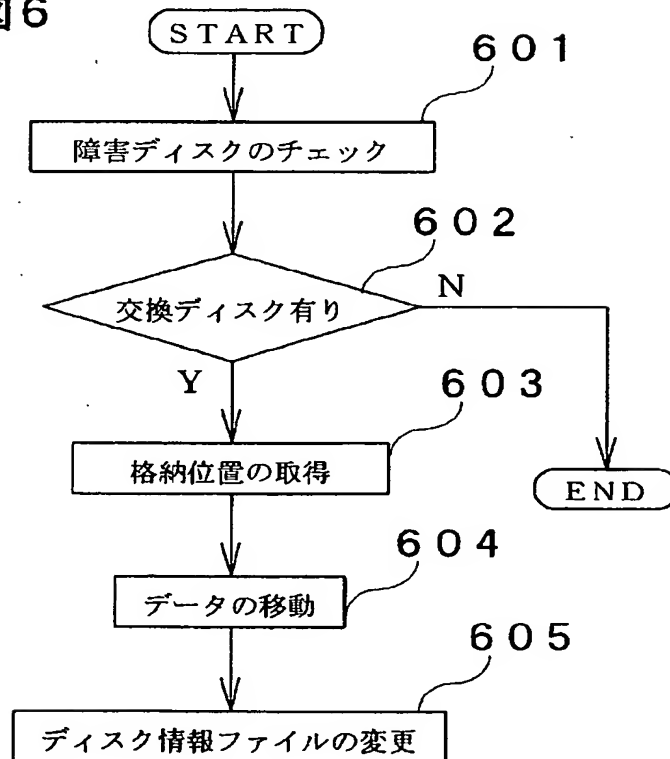 図6
START
601
障害ディスクのチェック
602
交換ディスク有り
N
Y
603
格納位置の取得
END
604
データの移動
605
ディスク情報ファイルの変更